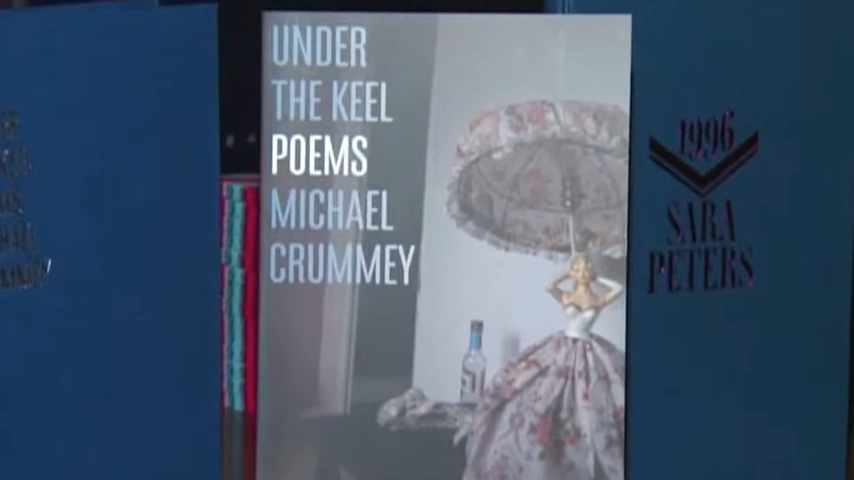 UNDER
THE KEEL
POEMS
MICHAEL
CRUMMEY
1996
SARA
PETERS